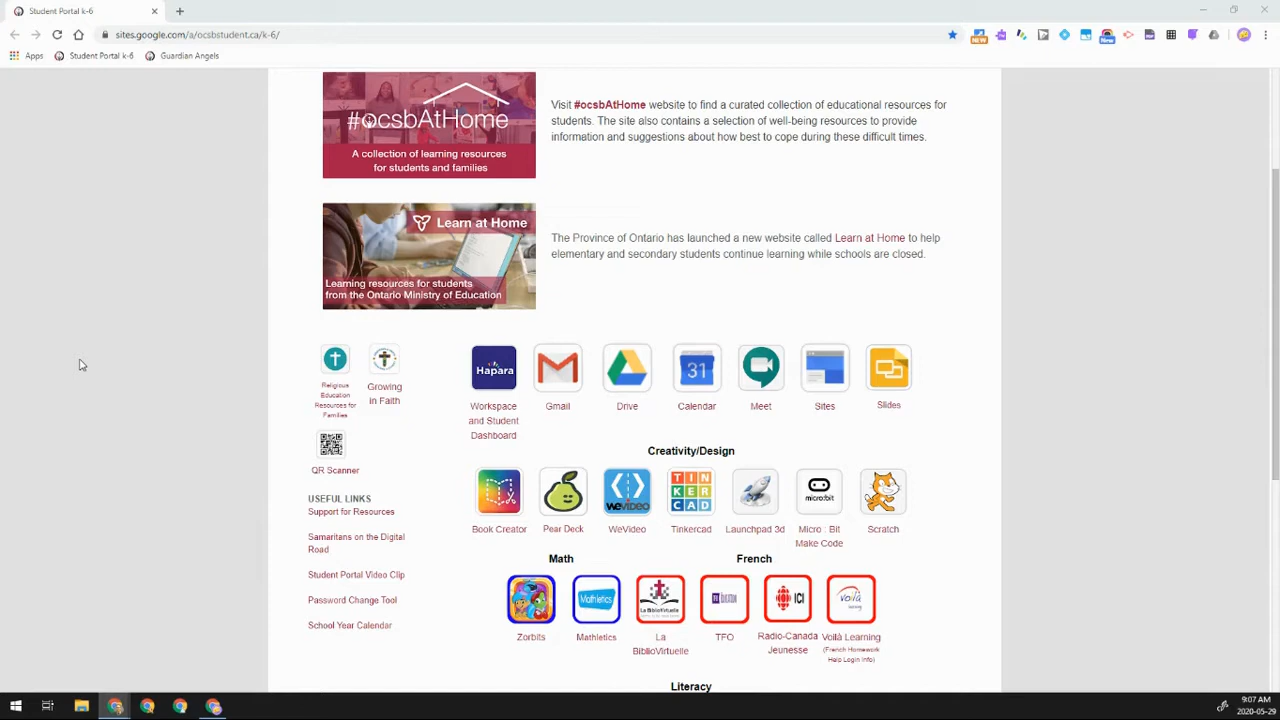 Student Portal k-6
sites.google.com/a/ocsbstudent.ca/k-6/
Apps Student Portal k-6 Guardian Angels
#ocsbAtHome
A collection of learning resources
for students and families
Visit #ocsbAtHome website to find a curated collection of educational resources for
students. The site also contains a selection of well-being resources to provide
information and suggestions about how best to cope during these difficult times.
Learn at Home
Learning resources for students
from the Ontario Ministry of Education
The Province of Ontario has launched a new website called Learn at Home to help
elementary and secondary students continue learning while schools are closed.
Religious
Education
Resources for
Families
Growing
in Faith
QR Scanner
USEFUL LINKS
Support for Resources
Samaritans on the Digital
Road
Student Portal Video Clip
Password Change Tool
School Year Calendar
Hapara
31
Workspace
and Student
Dashboard
Gmail
Drive
Calendar
Meet
Sites
Slides
Creativity/Design
WEVIDEO
TIN
KER
CAD
micro:bit
Book Creator
Pear Deck
WeVideo
Tinkercad
Launchpad 3d
Micro : Bit
Make Code
Scratch
Math
French
Mathletics
La BiblioVirtuelle
ICI
Voilà
learning
Zorbits
Mathletics
La
BiblioVirtuelle
TFO
Radio-Canada
Jeunesse
Voilà Learning
(French Homework
Help Login Info)
Literacy
9:07 AM
2020-05-29